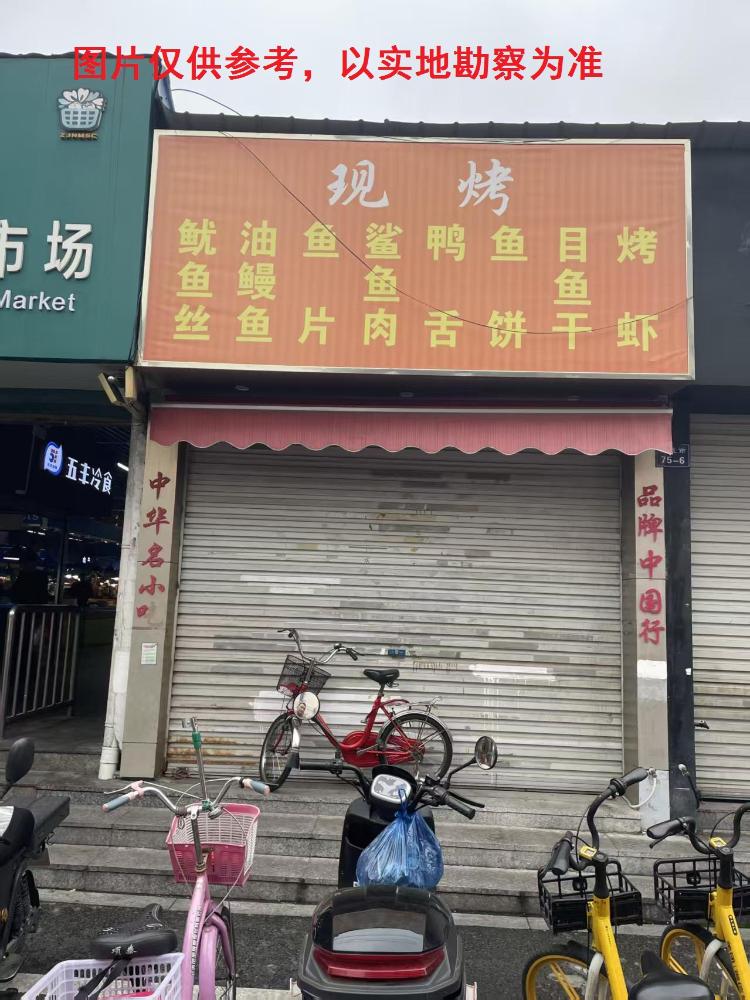 图片仅供参考，以实地勘察为准
ZJNMSC
市场
Market
现 烤
鱿 油 鱼 鲨 鸭 鱼 目 烤
鱼 鳗 鱼 鱼
丝 鱼 片 肉 舌 饼 干 虾
五丰冷食
中华名小吃
品牌中国行
75-6